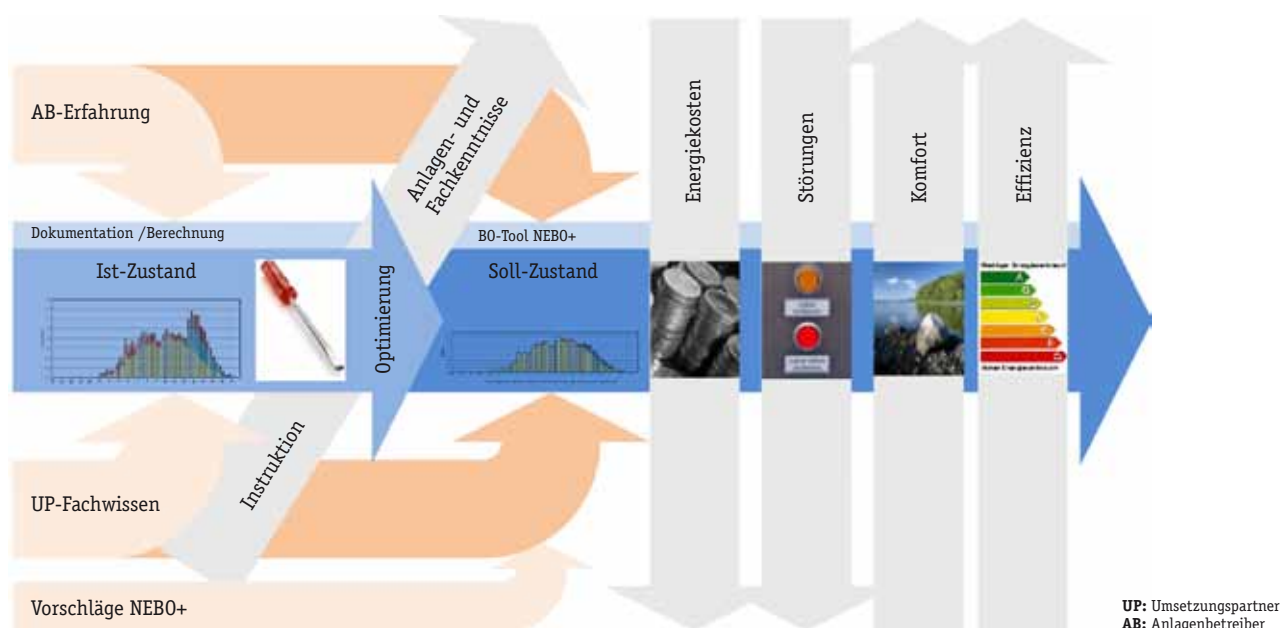 AB-Erfahrung
Anlagen- und
Fachkenntnisse
Energiekosten
Störungen
Komfort
Effizienz
Dokumentation /Berechnung
BO-Tool NEBO+
Ist-Zustand
Optimierung
Soll-Zustand
Instruktion
UP-Fachwissen
Vorschläge NEBO+
UP: Umsetzungspartner
AB: Anlagenbetreiber